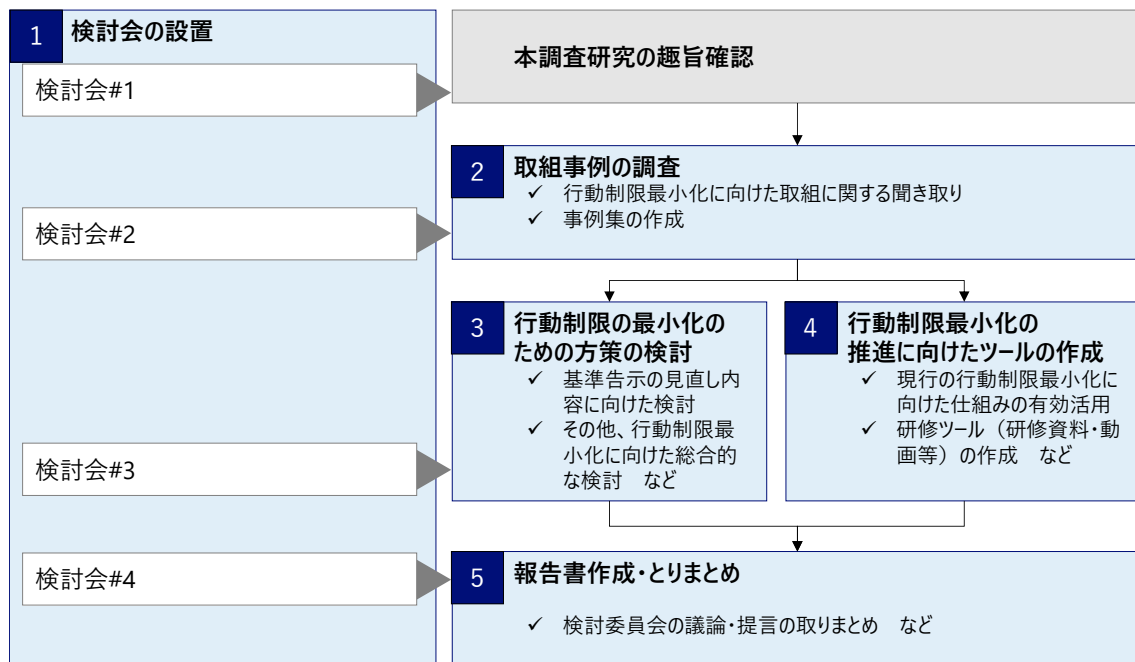 1
検討会の設置
検討会#1
検討会#2
検討会#3
検討会#4
本調査研究の趣旨確認
2
取組事例の調査
✓ 行動制限最小化に向けた取組に関する聞き取り
✓ 事例集の作成
3
行動制限の最小化の
ための方策の検討
✓ 基準告示の見直し内
容に向けた検討
✓ その他、行動制限最
小化に向けた総合的
な検討 など
4
行動制限最小化の
推進に向けたツールの作成
✓ 現行の行動制限最小化に
向けた仕組みの有効活用
✓ 研修ツール(研修資料・動
画等)の作成 など
5
報告書作成・とりまとめ
✓ 検討委員会の議論・提言の取りまとめ など